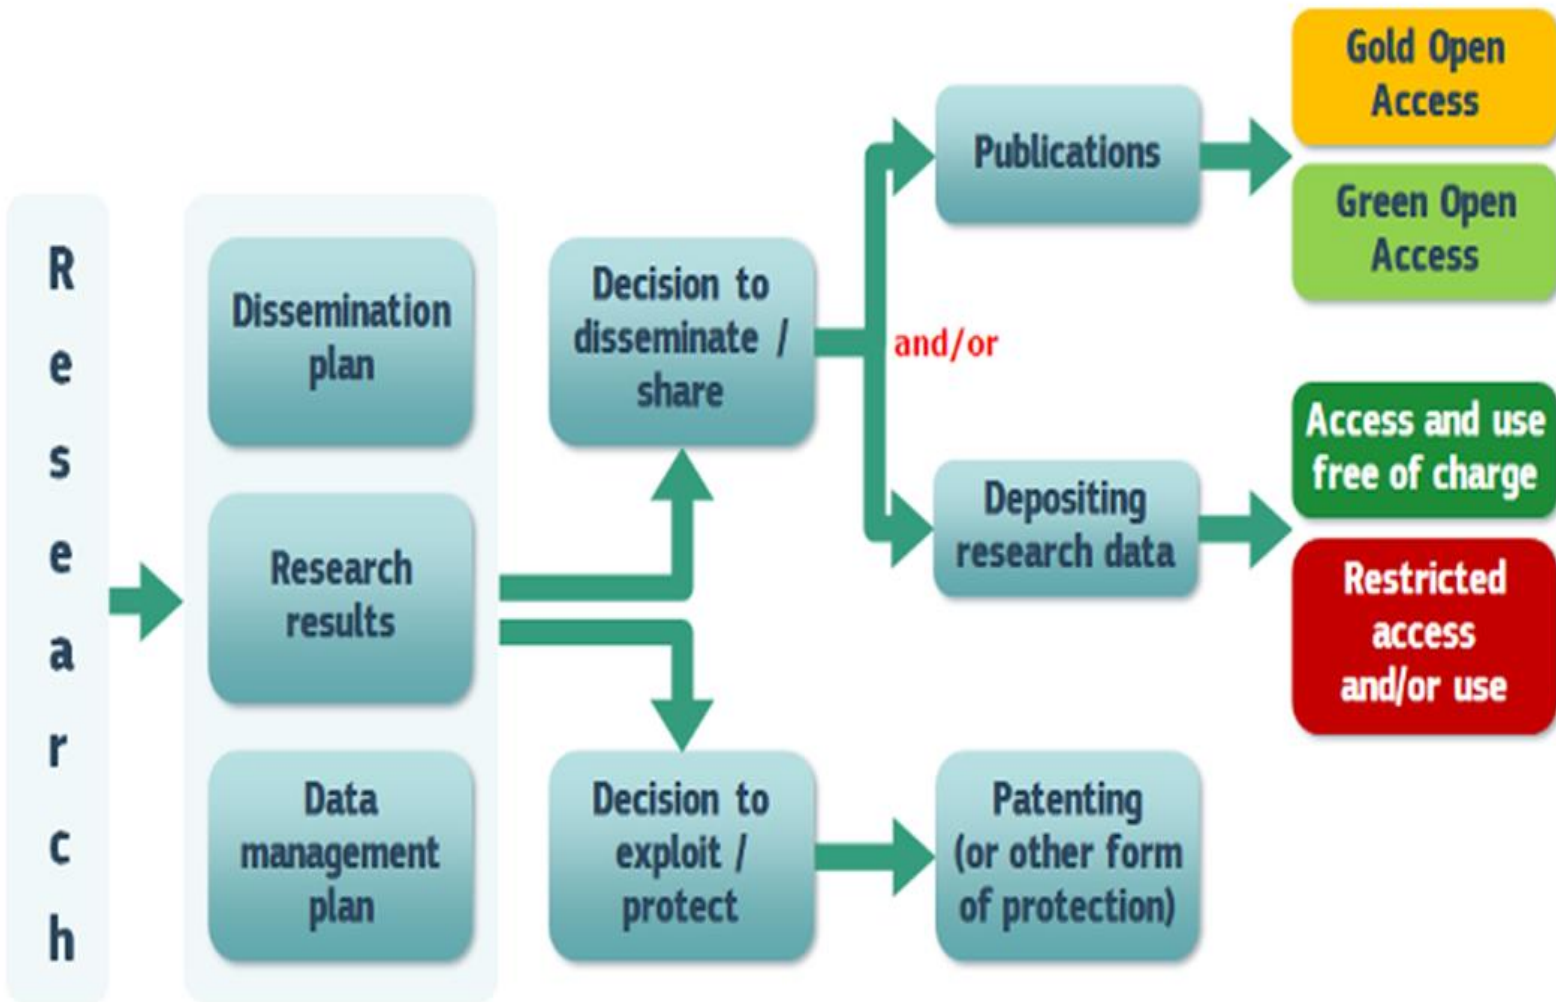 Research
Dissemination
plan
Research
results
Data
management
plan
Decision to
disseminate /
share
Decision to
exploit /
protect
and/or
Publications
Depositing
research data
Patenting
(or other form
of protection)
Gold Open
Access
Green Open
Access
Access and use
free of charge
Restricted
access
and/or use